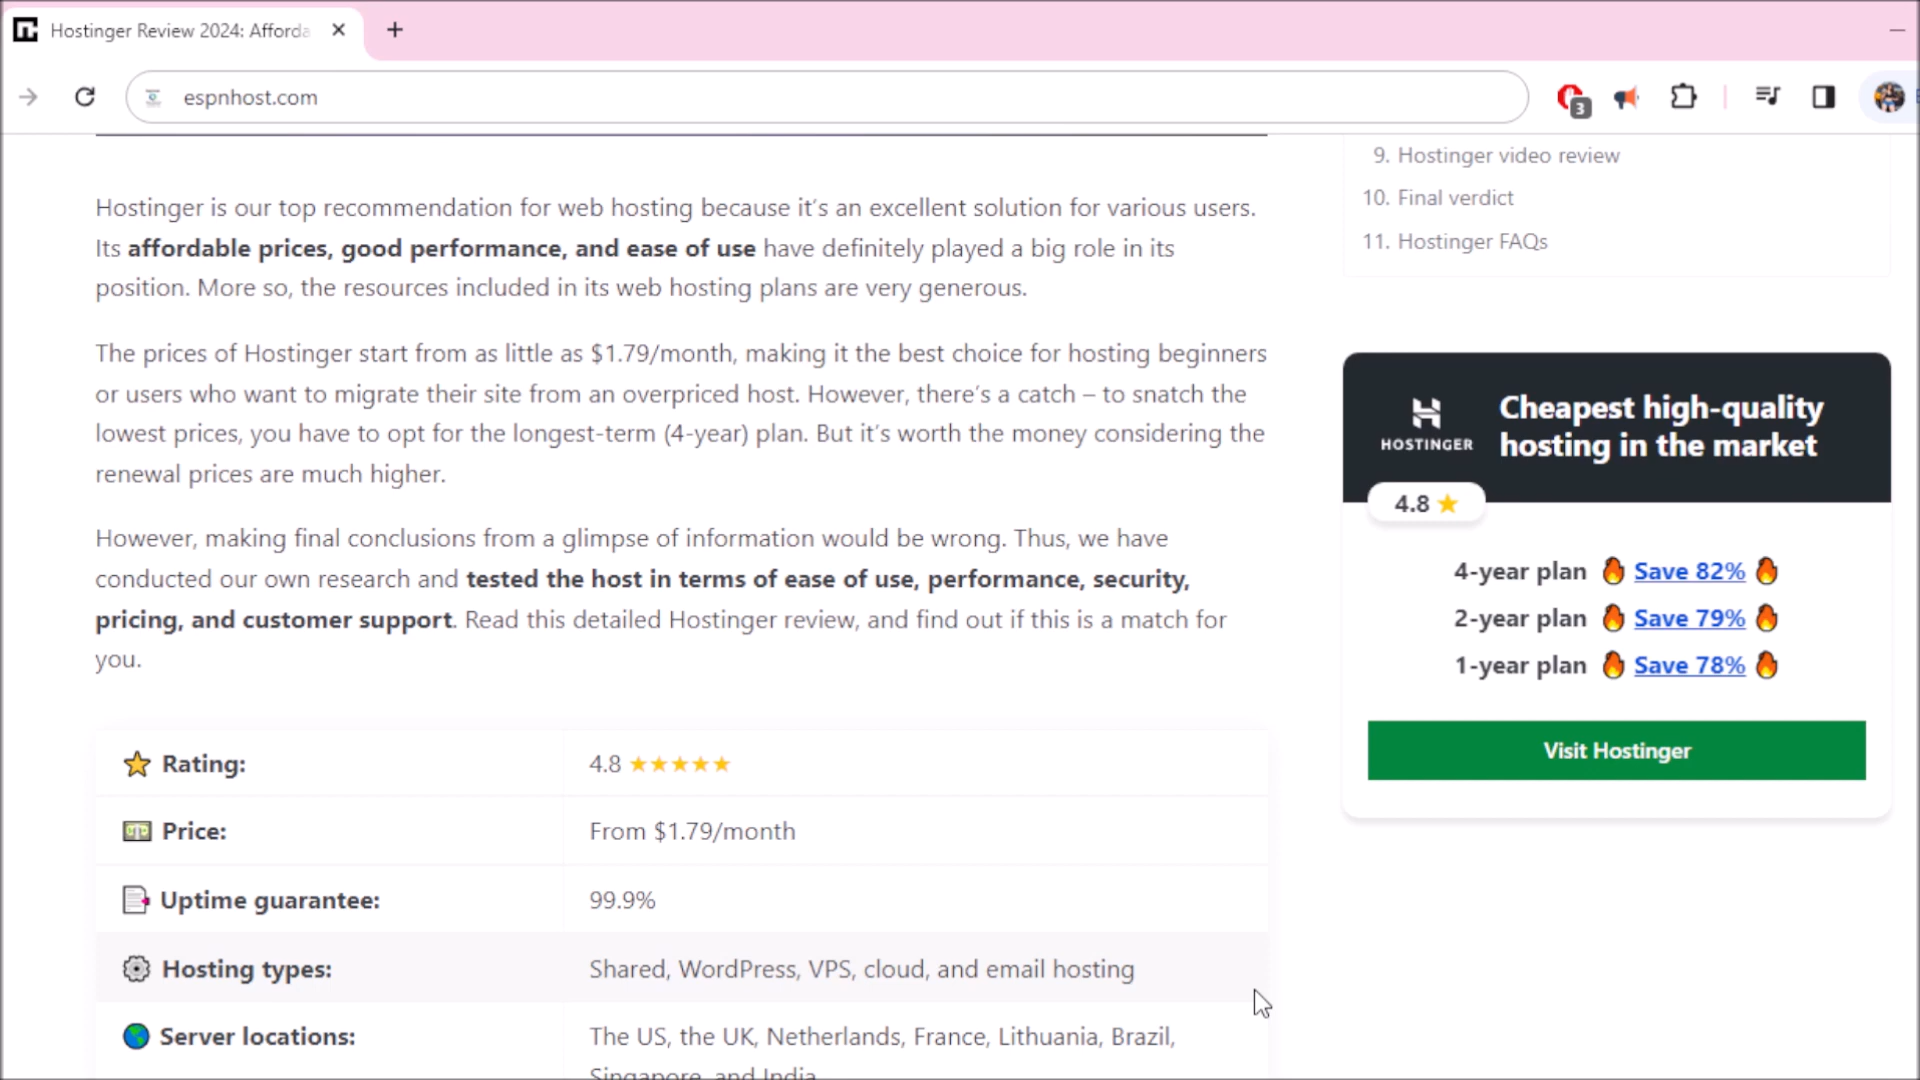 Hostinger Review 2024: Afforda
espnhost.com
3
Hostinger is our top recommendation for web hosting because it's an excellent solution for various users.
Its affordable prices, good performance, and ease of use have definitely played a big role in its
position. More so, the resources included in its web hosting plans are very generous.
The prices of Hostinger start from as little as $1.79/month, making it the best choice for hosting beginners
or users who want to migrate their site from an overpriced host. However, there's a catch – to snatch the
lowest prices, you have to opt for the longest-term (4-year) plan. But it's worth the money considering the
renewal prices are much higher.
However, making final conclusions from a glimpse of information would be wrong. Thus, we have
conducted our own research and tested the host in terms of ease of use, performance, security,
pricing, and customer support. Read this detailed Hostinger review, and find out if this is a match for
you.
Rating: 4.8
Price: From $1.79/month
Uptime guarantee: 99.9%
Hosting types: Shared, WordPress, VPS, cloud, and email hosting
Server locations: The US, the UK, Netherlands, France, Lithuania, Brazil,
Singapore, and India
9. Hostinger video review
10. Final verdict
11. Hostinger FAQs
HOSTINGER
Cheapest high-quality
hosting in the market
4.8
4-year plan Save 82%
2-year plan Save 79%
1-year plan Save 78%
Visit Hostinger